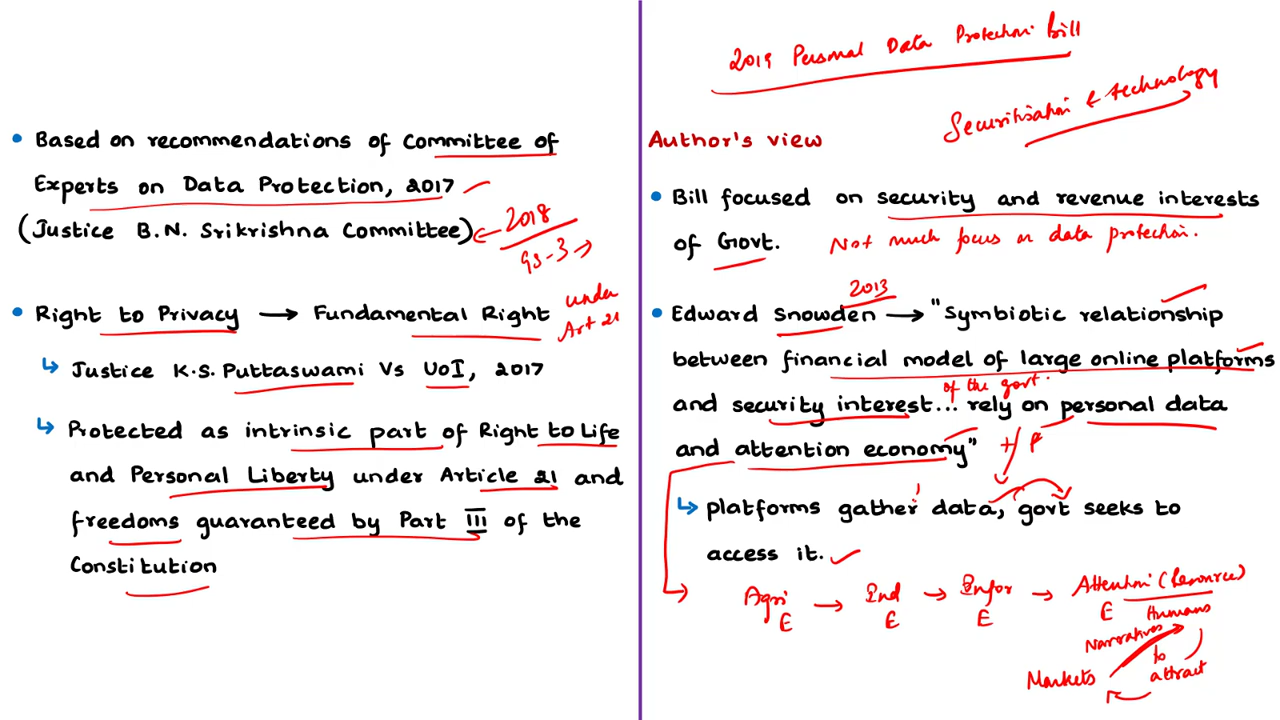 • Based on recommendations of Committee of
Experts on Data Protection, 2017
(Justice B.N. Srikrishna Committee)
2018
GS-3
• Right to Privacy → Fundamental Right
under
Art 21
↳ Justice K.S. Puttaswami Vs UoI, 2017
↳ Protected as intrinsic part of Right to Life
and Personal Liberty under Article 21 and
freedoms guaranteed by Part III of the
Constitution
2019 Personal Data Protection Bill
Securitisation & technology
Author's view
• Bill focused on security and revenue interests
of Govt.
Not much focus on data protection.
2013
• Edward Snowden → "Symbiotic relationship
between financial model of large online platforms
of the govt.
and security interest... rely on personal data
and attention economy"
↳ platforms gather data, govt seeks to
access it.
Agri → Ind → Infor → Attention (Resource)
E E E E Humans
Narratives
to
attract
Markets